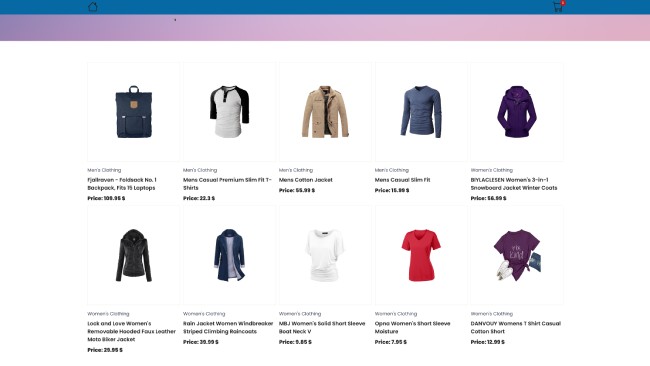 Men's Clothing
Fjallraven - Foldsack No. 1
Backpack, Fits 15 Laptops
Price: 109.95 $
Men's Clothing
Mens Casual Premium Slim Fit T-
Shirts
Price: 22.3 $
Men's Clothing
Mens Cotton Jacket
Price: 55.99 $
Men's Clothing
Mens Casual Slim Fit
Price: 15.99 $
Women's Clothing
BIYLACLESEN Women's 3-in-1
Snowboard Jacket Winter Coats
Price: 56.99 $
Women's Clothing
Lock and Love Women's
Removable Hooded Faux Leather
Moto Biker Jacket
Price: 29.95 $
Women's Clothing
Rain Jacket Women Windbreaker
Striped Climbing Raincoats
Price: 39.99 $
Women's Clothing
MBJ Women's Solid Short Sleeve
Boat Neck V
Price: 9.85 $
Women's Clothing
Opna Women's Short Sleeve
Moisture
Price: 7.95 $
Women's Clothing
DANVOUY Womens T Shirt Casual
Cotton Short
Price: 12.99 $